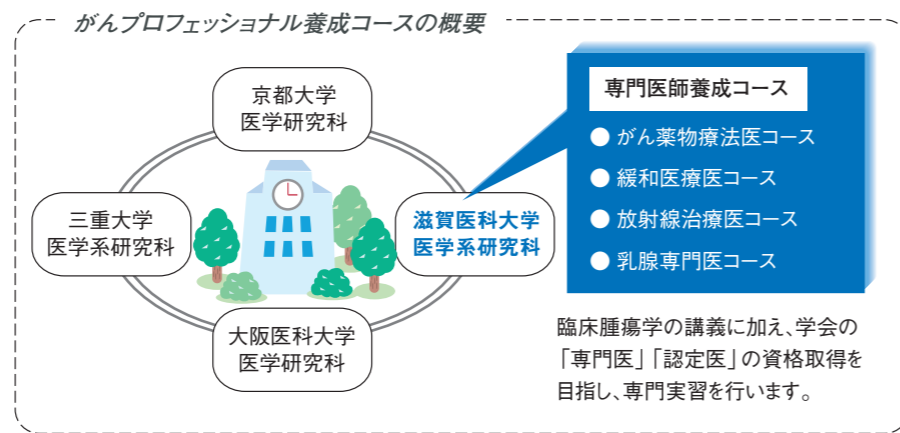 がんプロフェッショナル養成コースの概要
京都大学
医学研究科
三重大学
医学系研究科
滋賀医科大学
医学系研究科
大阪医科大学
医学研究科
専門医師養成コース
● がん薬物療法医コース
● 緩和医療医コース
● 放射線治療医コース
● 乳腺専門医コース
臨床腫瘍学の講義に加え、学会の
「専門医」「認定医」の資格取得を
目指し、専門実習を行います。